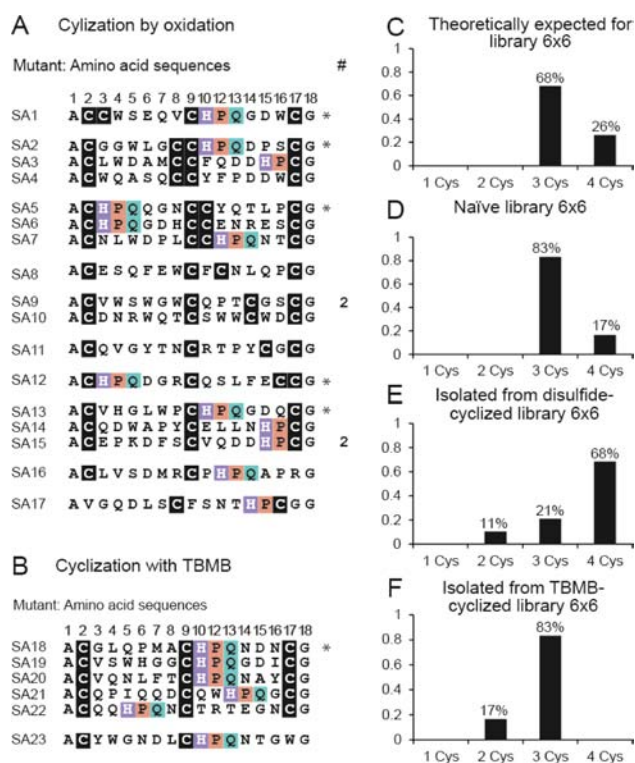 A Cylization by oxidation
Mutant: Amino acid sequences #
1 2 3 4 5 6 7 8 9 10 12 13 14 15 16 17 18
SA1 A C C W S E Q V C H P Q G D W C G *
SA2 A C G G W L G C C H P Q D P S C G *
SA3 A C L W D A M C C F Q D D H P C G
SA4 A C W Q A S Q C C Y F P D D W C G
SA5 A C H P Q Q G N C C Y Q T L P C G *
SA6 A C H P Q G D H C C E N R E S C G
SA7 A C N L W D P L C C H P Q N T C G
SA8 A C E S Q F E W C F C N L Q P C G
SA9 A C V W S W G W C Q P T C G S C G 2
SA10 A C D N R W Q T C S W W C W D C G
SA11 A C Q V G Y T N C R T P Y C G C G
SA12 A C H P Q D G R C Q S L F E C C G *
SA13 A C V H G L W P C H P Q G D Q C G *
SA14 A C Q D W A P Y C E L L N H P C G
SA15 A C E P K D F S C V Q D D H P C G 2
SA16 A C L V S D M R C P H P Q A P R G
SA17 A V G Q D L S C F S N T H P C G G
B Cyclization with TBMB
Mutant: Amino acid sequences
1 2 3 4 5 6 7 8 9 10 12 13 14 15 16 17 18
SA18 A C G L Q P M A C H P Q N D N C G *
SA19 A C V S W H G G C H P Q G D I C G
SA20 A C V Q N L F T C H P Q N A Y C G
SA21 A C Q P I Q Q D C Q W H P Q G C G
SA22 A C Q Q H P Q N C T R T E G N C G
SA23 A C Y W G N D L C H P Q N T G W G
C Theoretically expected for
library 6x6
1
0.8
0.6
0.4
0.2
0
68%
26%
1 Cys 2 Cys 3 Cys 4 Cys
D Naïve library 6x6
1
0.8
0.6
0.4
0.2
0
83%
17%
1 Cys 2 Cys 3 Cys 4 Cys
E Isolated from disulfide-
cyclized library 6x6
1
0.8
0.6
0.4
0.2
0
11%
21%
68%
1 Cys 2 Cys 3 Cys 4 Cys
F Isolated from TBMB-
cyclized library 6x6
1
0.8
0.6
0.4
0.2
0
17%
83%
1 Cys 2 Cys 3 Cys 4 Cys